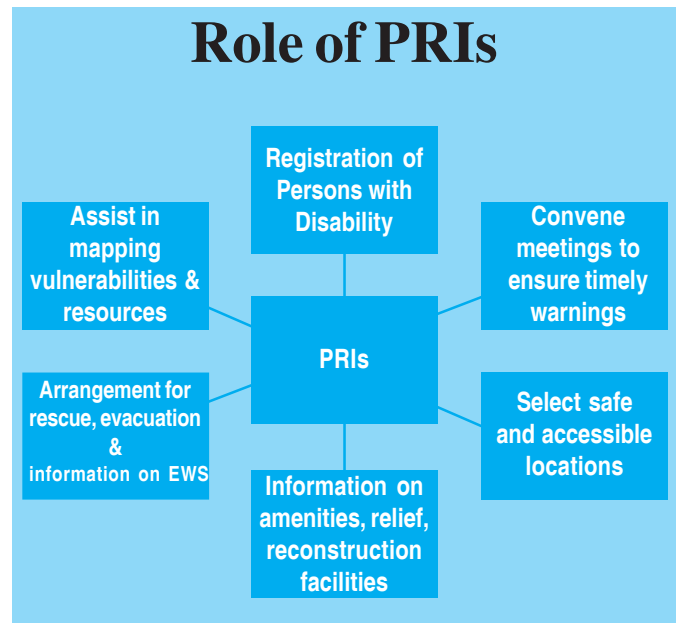 Role of PRIs
Registration of
Persons with
Disability
Assist in
mapping
vulnerabilities &
resources
Convene
meetings to
ensure timely
warnings
PRIs
Arrangement for
rescue, evacuation
&
information on EWS
Select safe
and accessible
locations
Information on
amenities, relief,
reconstruction
facilities